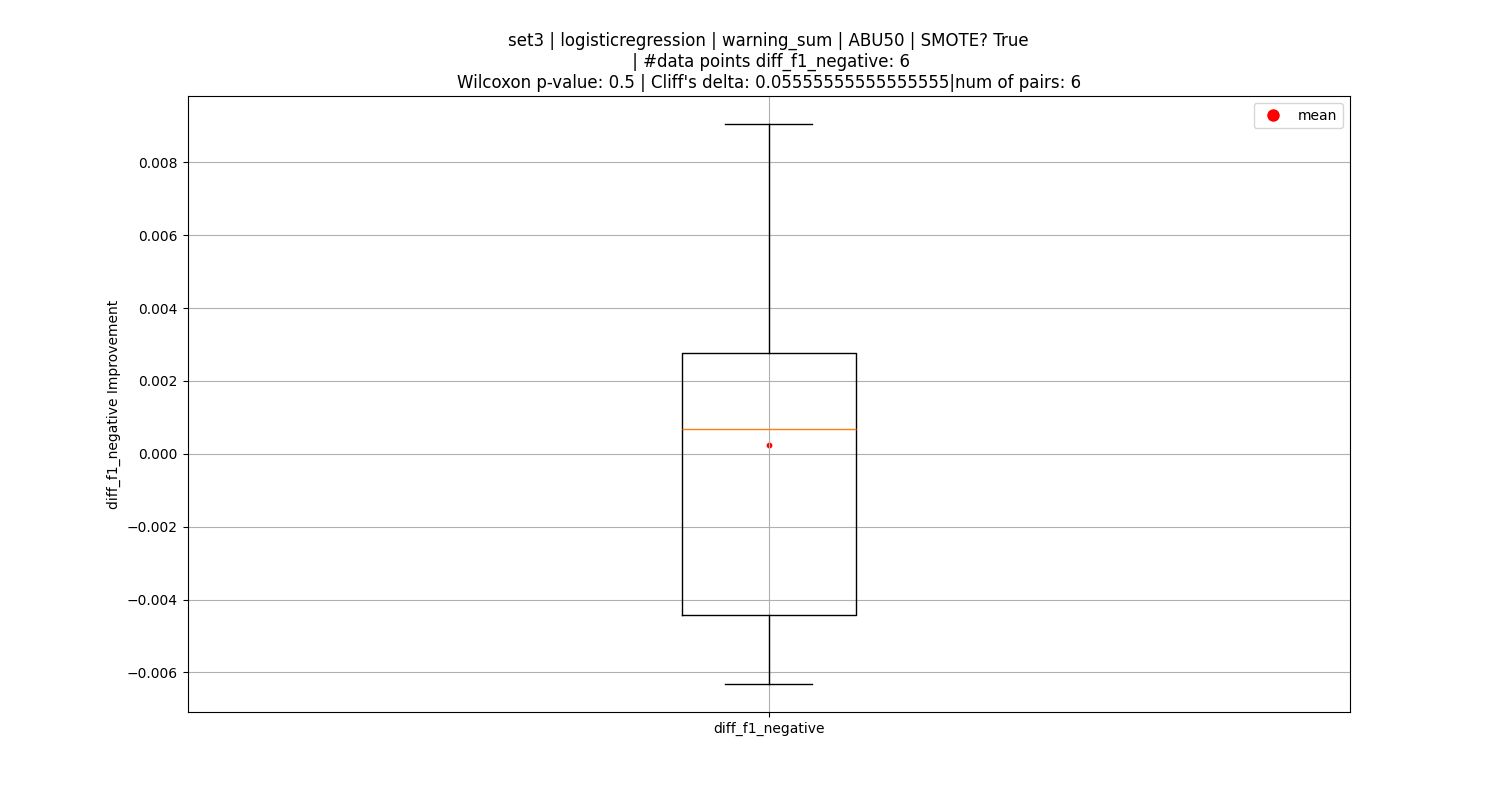 set3 | logisticregression | warning_sum | ABU50 | SMOTE? True
| #data points diff_f1_negative: 6
Wilcoxon p-value: 0.5 | Cliff's delta: 0.05555555555555555|num of pairs: 6
mean
0.008
0.006
0.004
0.002
0.000
−0.002
−0.004
−0.006
diff_f1_negative Improvement
diff_f1_negative